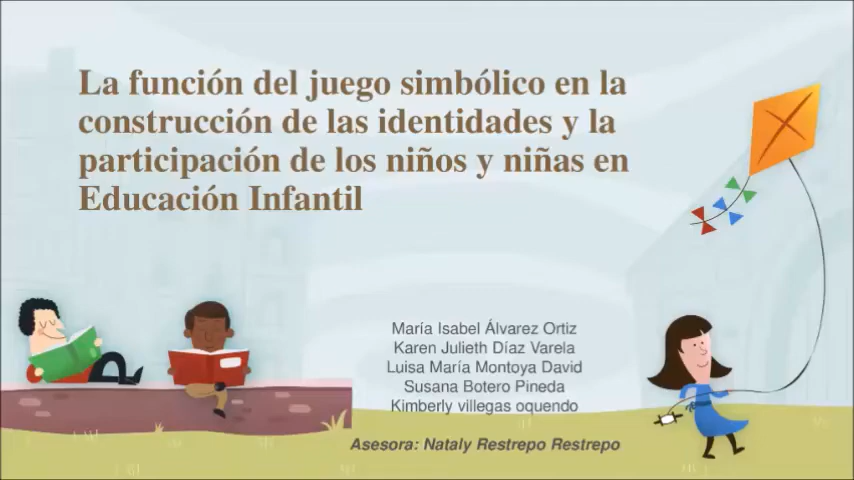 La función del juego simbólico en la
construcción de las identidades y la
participación de los niños y niñas en
Educación Infantil
María Isabel Álvarez Ortiz
Karen Julieth Díaz Varela
Luisa María Montoya David
Susana Botero Pineda
Kimberly villegas oquendo
Asesora: Nataly Restrepo Restrepo